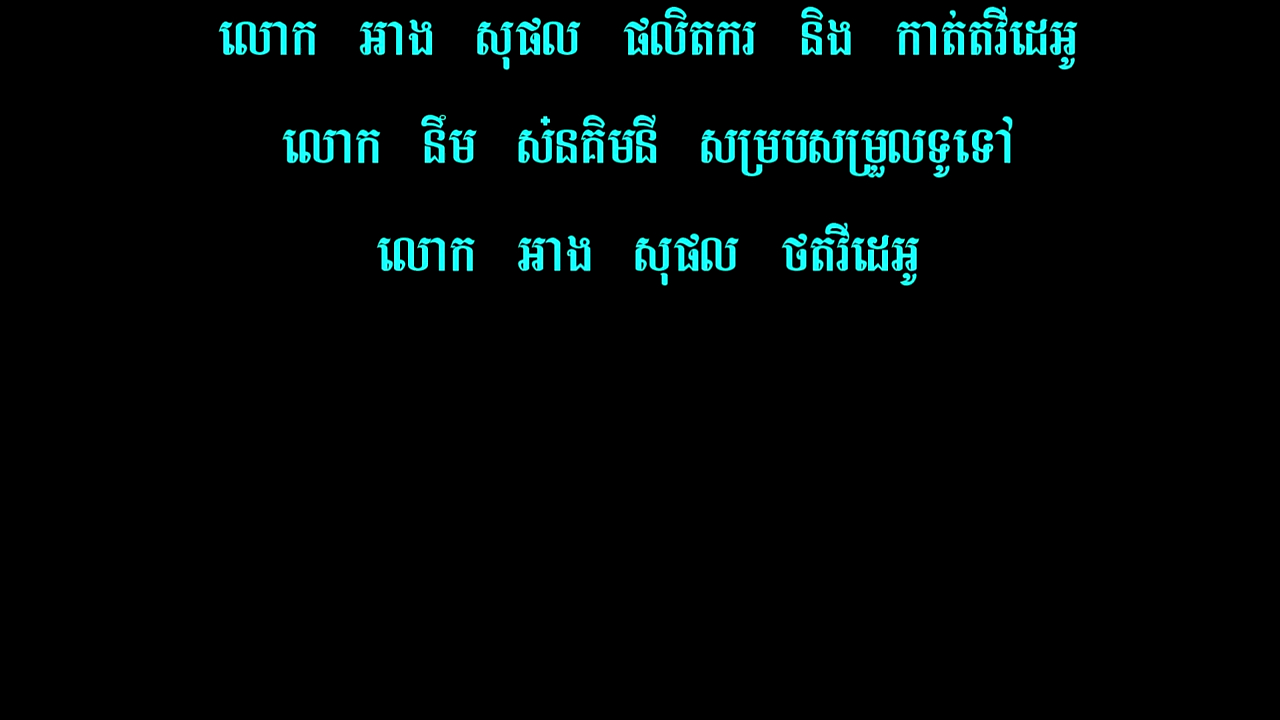 លោក អាង សុផល ផលិតករ និង កាត់តវីដេអូ
លោក នឹម ស៎នគិមនី សម្របសម្រួលទូទៅ
លោក អាង សុផល ថតវីដេអូ